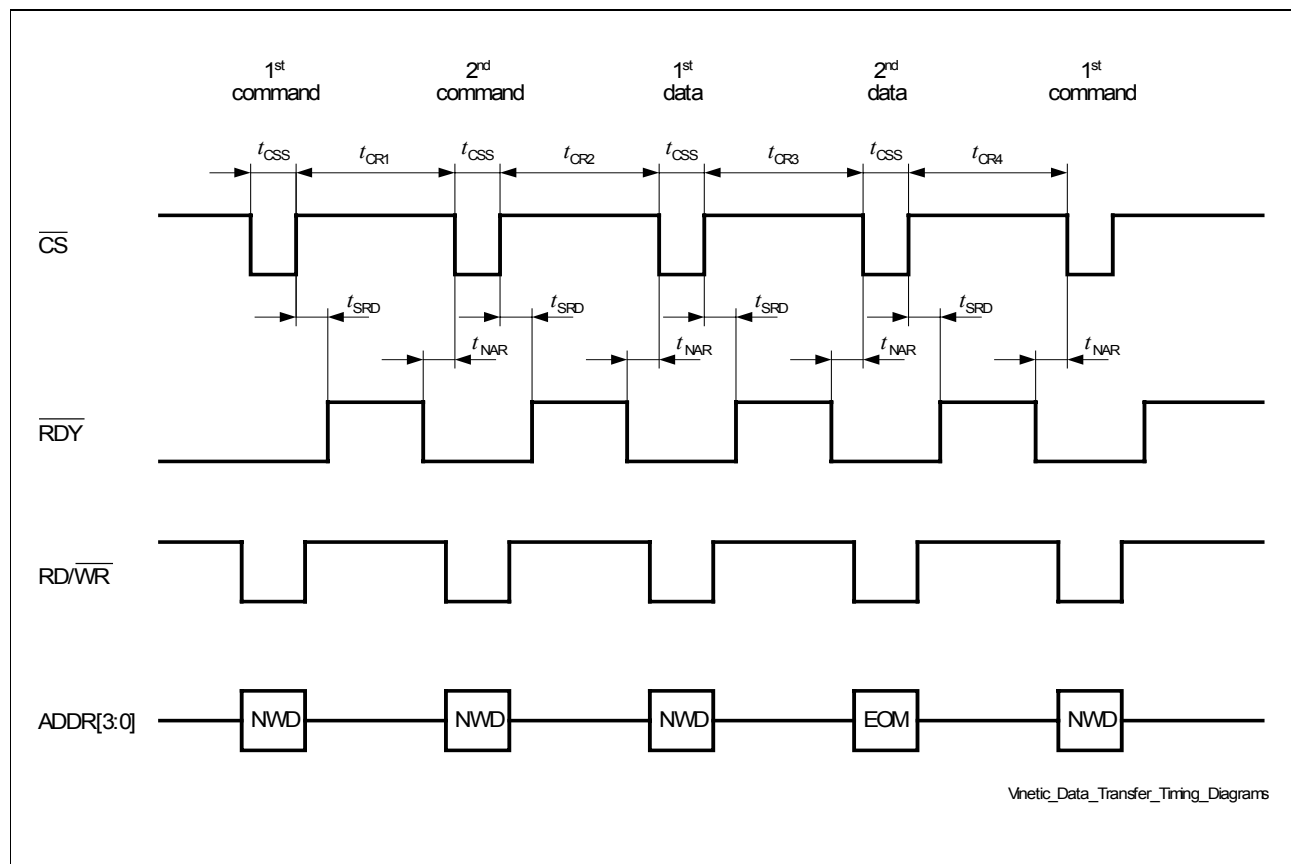 1st command
2nd command
1st data
2nd data
1st command
tCSS tCR1 tCSS tCR2 tCSS tCR3 tCSS tCR4
CS
tSRD tSRD tSRD tSRD
tNAR tNAR tNAR tNAR
RDY
RD/WR
ADDR[3:0] NWD NWD NWD EOM NWD
Vinetic_Data_Transfer_Timing_Diagrams